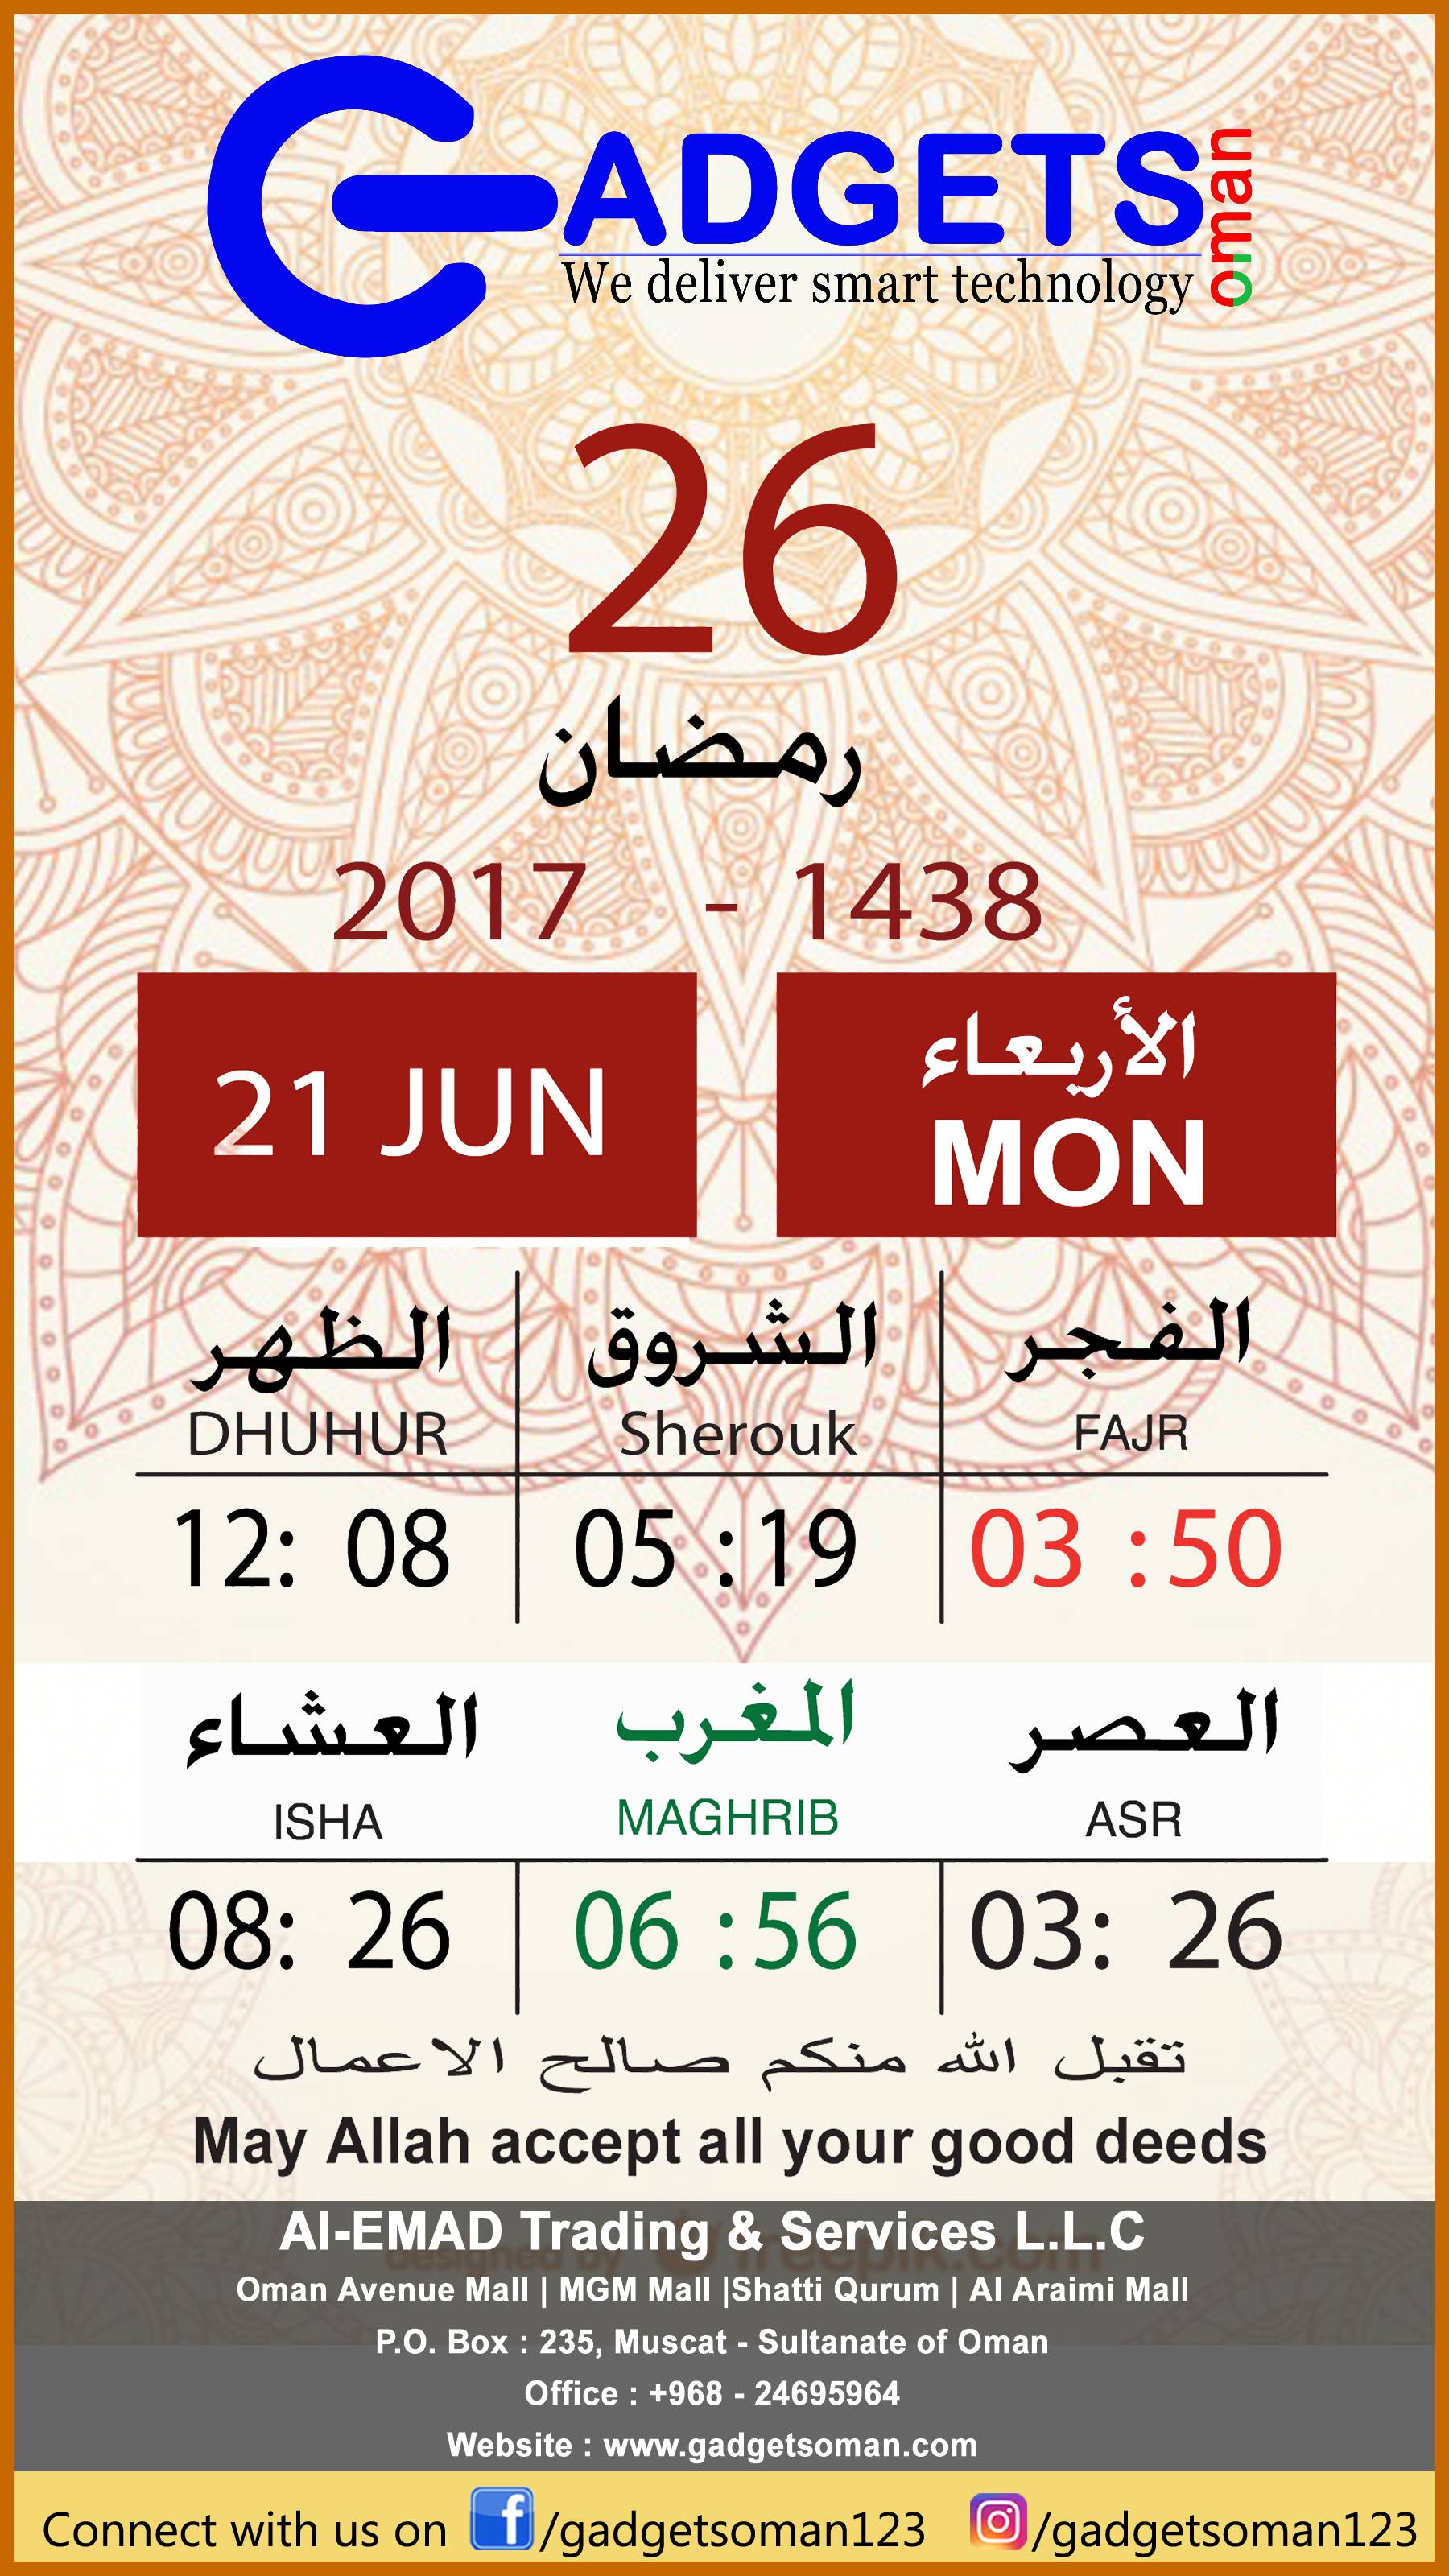 GADGETS oman
We deliver smart technology
26
رمضان
2017 - 1438
21 JUN
الأربعاء
MON
الظهر الشروق الفجر
DHUHUR Sherouk FAJR
12: 08 05 :19 03 :50
العشاء المغرب العصر
ISHA MAGHRIB ASR
08: 26 06 :56 03: 26
تقبل الله منكم صالح الاعمال
May Allah accept all your good deeds
Al-EMAD Trading & Services L.L.C
designed by freepik.com
Oman Avenue Mall | MGM Mall |Shatti Qurum | Al Araimi Mall
P.O. Box : 235, Muscat - Sultanate of Oman
Office : +968 - 24695964
Website : www.gadgetsoman.com
Connect with us on f /gadgetsoman123 /gadgetsoman123